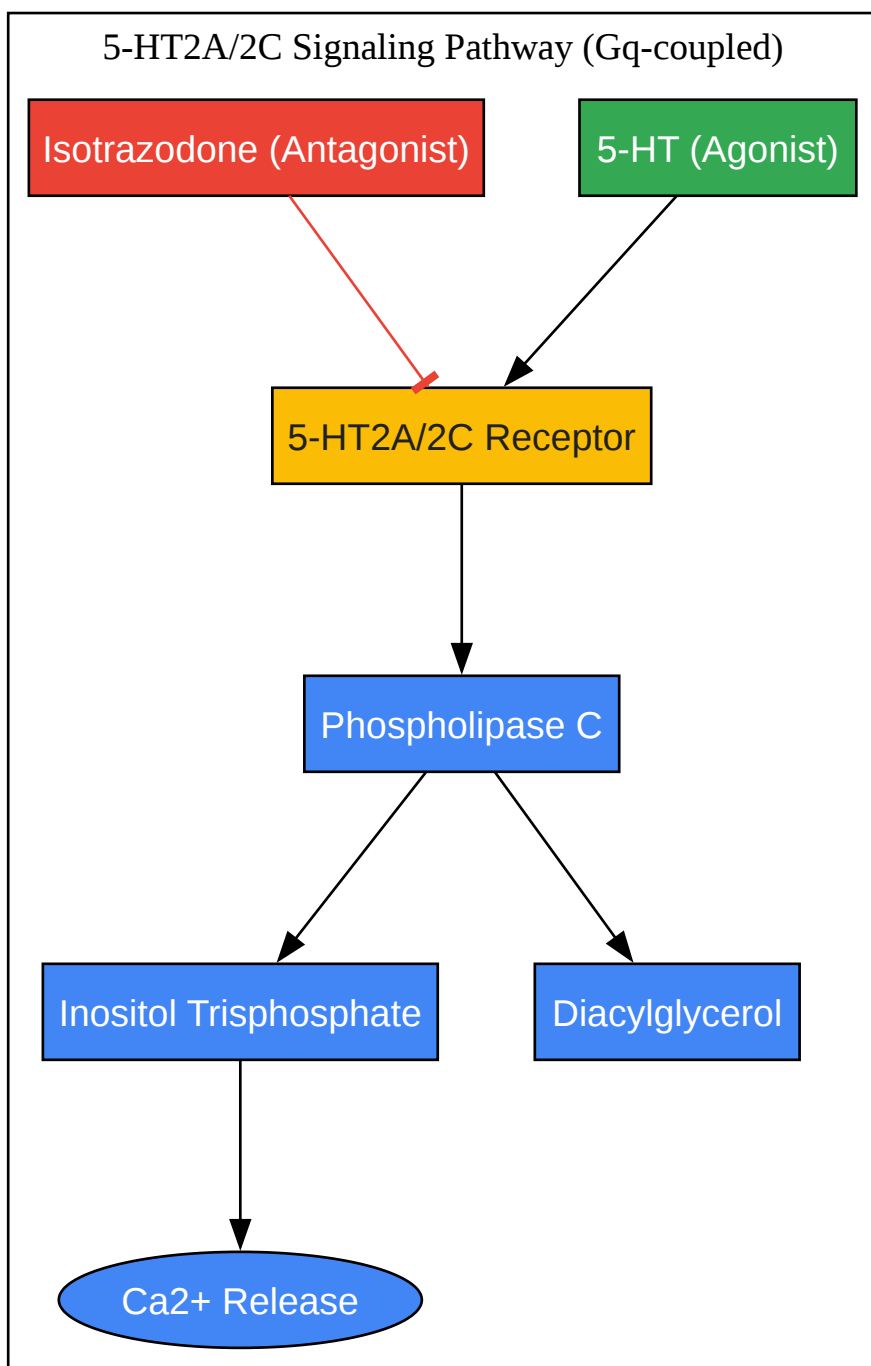 5-HT2A/2C Signaling Pathway (Gq-coupled)
Isotrazodone (Antagonist)
5-HT (Agonist)
5-HT2A/2C Receptor
Phospholipase C
Inositol Trisphosphate
Diacylglycerol
Ca2+ Release